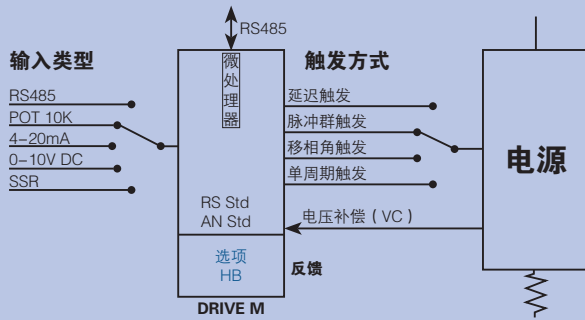 RS485
输入类型
触发方式
微处理器
RS485
POT 10K
4–20mA
0–10V DC
SSR
延迟触发
脉冲群触发
移相角触发
单周期触发
电源
RS Std
AN Std
电压补偿（VC）
选项
HB
反馈
DRIVE M